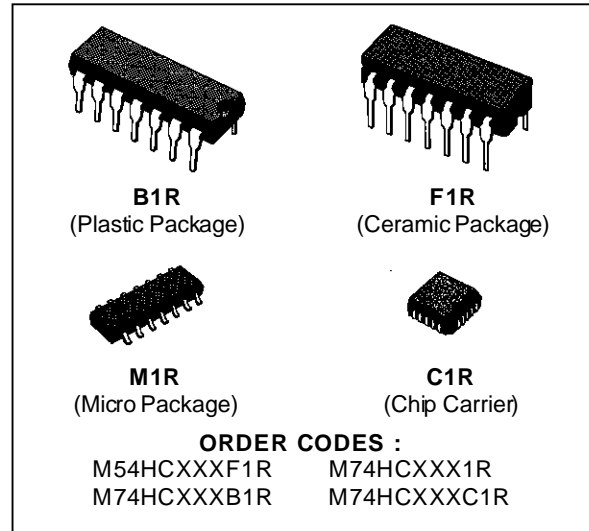 B1R
(Plastic Package)
F1R
(Ceramic Package)
M1R
(Micro Package)
C1R
(Chip Carrier)
ORDER CODES :
M54HCXXXF1R M74HCXXX1R
M74HCXXXB1R M74HCXXXC1R